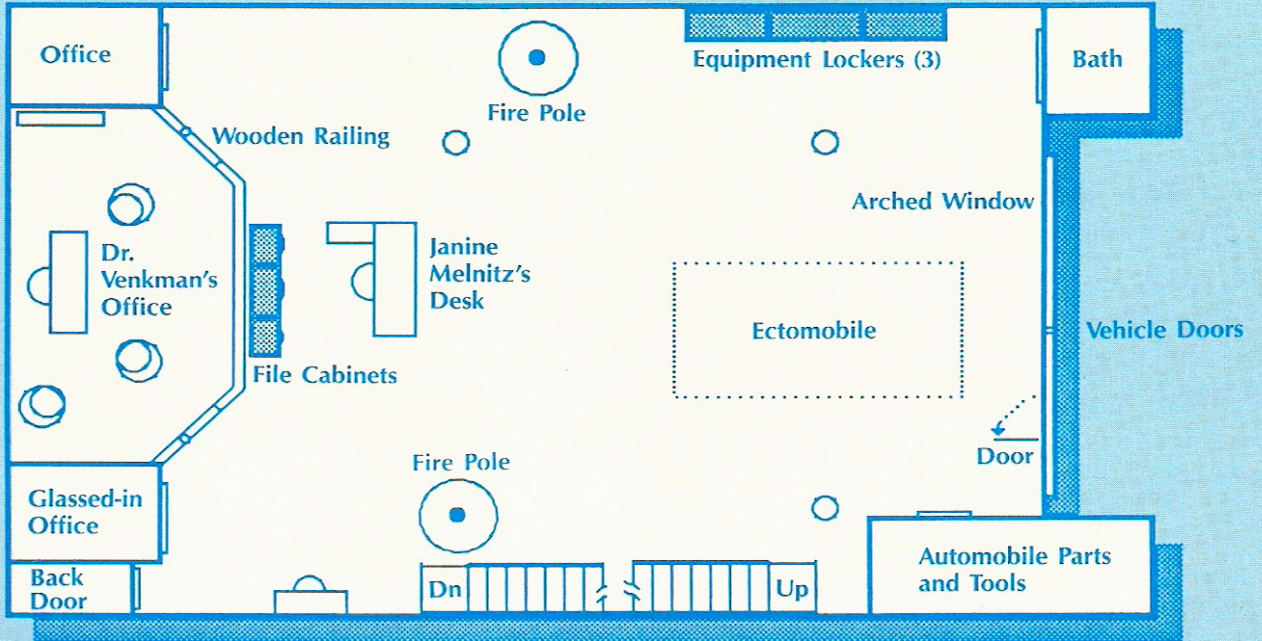 Office
Fire Pole
Equipment Lockers (3)
Bath
Wooden Railing
Arched Window
Dr.
Venkman's
Office
Janine
Melnitz's
Desk
Ectomobile
Vehicle Doors
File Cabinets
Fire Pole
Door
Glassed-in
Office
Back
Door
Dn
Up
Automobile Parts
and Tools